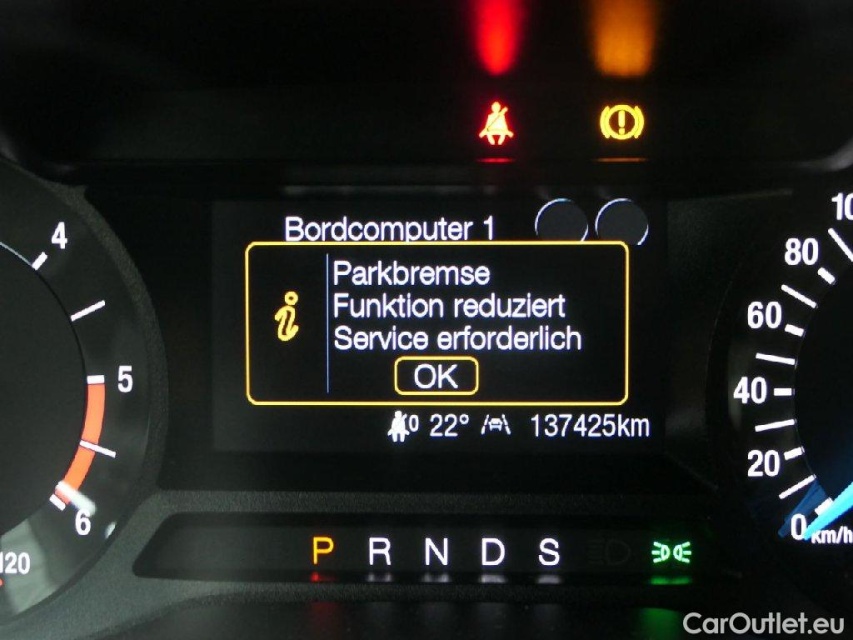 Bordcomputer 1
Parkbremse
Funktion reduziert
Service erforderlich
OK
0 22° 137425km
4
5
6
120
100
80
60
40
20
0
km/h
P R N D S
CarOutlet.eu